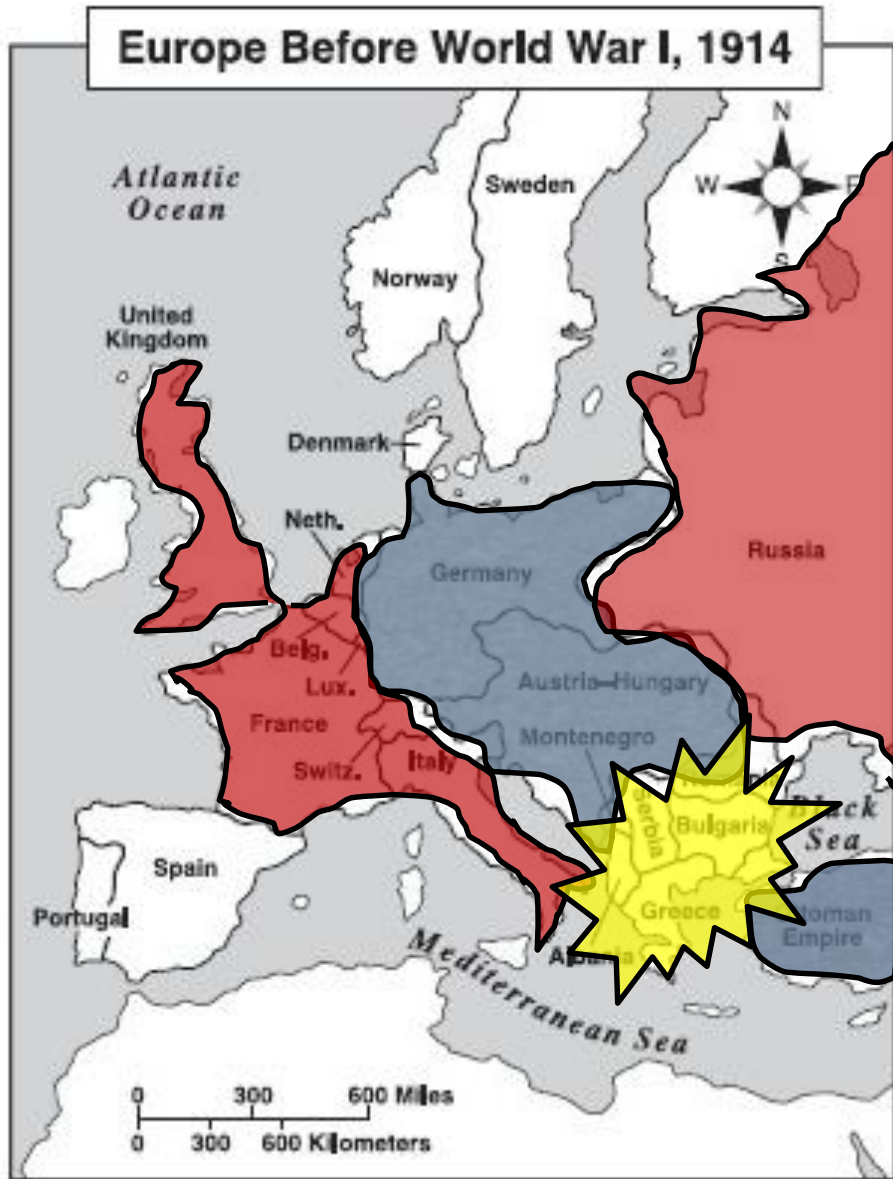 Europe Before World War I, 1914
N
Atlantic
Ocean
W
E
Sweden
S
Norway
United
Kingdom
Denmark
Neth.
Russia
Germany
Belg.
Lux.
Austria-Hungary
France
Montenegro
Switz.
Italy
Serbia
Bulgaria
Black
Sea
Spain
Portugal
Greece
Ottoman
Empire
Albania
Mediterranean Sea
0 300 600 Miles
0 300 600 Kilometers